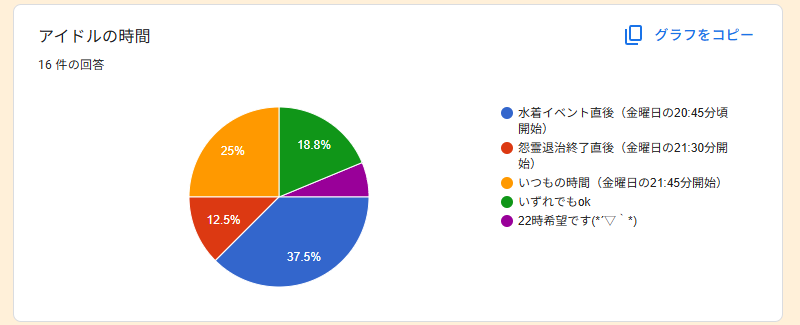 アイドルの時間
グラフをコピー
16 件の回答
水着イベント直後（金曜日の20:45分頃
開始）
怨霊退治終了直後（金曜日の21:30分開
始）
いつもの時間（金曜日の21:45分開始）
いずれでもok
22時希望です(*´▽｀*)
25%
18.8%
12.5%
37.5%